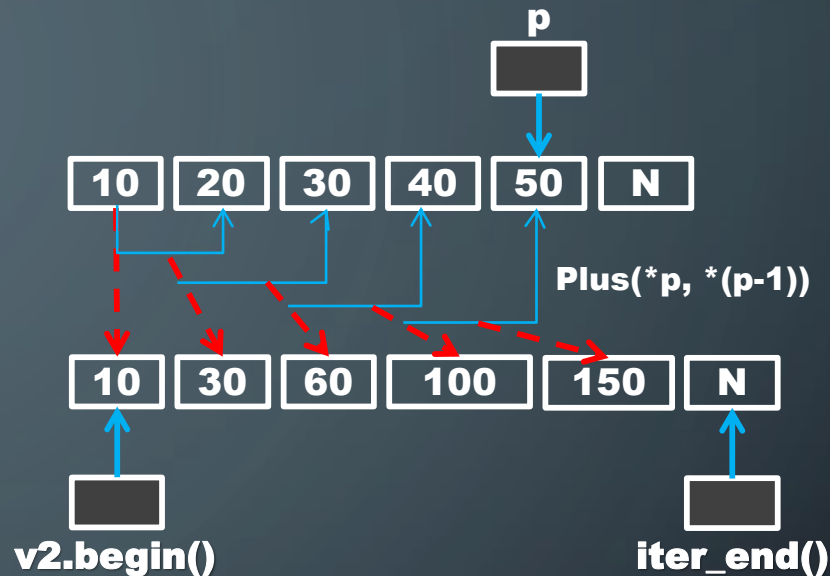 p
10 20 30 40 50 N
Plus(*p, *(p-1))
10 30 60 100 150 N
v2.begin() iter_end()